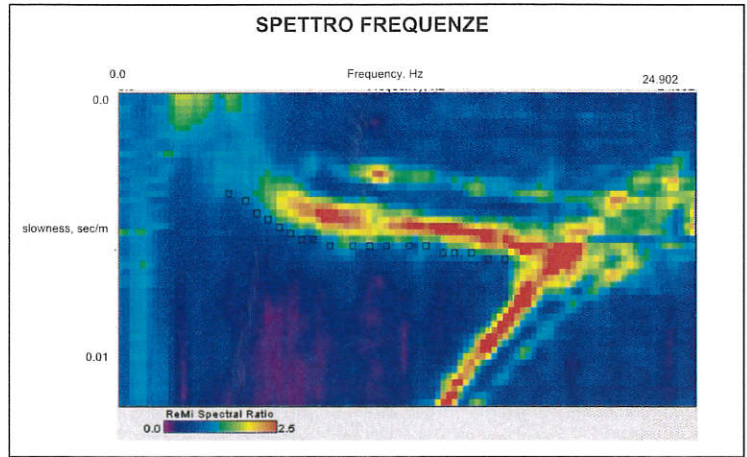 SPETTRO FREQUENZE
0.0 Frequency, Hz 24.902
0.0
slowness, sec/m
0.01
ReMi Spectral Ratio
0.0 2.5